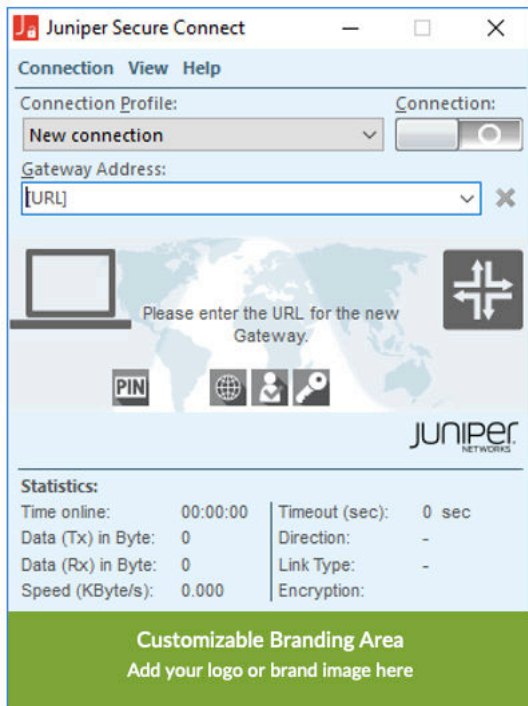 Juniper Secure Connect
Connection View Help
Connection Profile: Connection:
New connection
Gateway Address:
[URL]
Please enter the URL for the new
Gateway.
PIN
JUNIPER
NETWORKS
Statistics:
Time online: 00:00:00 Timeout (sec): 0 sec
Data (Tx) in Byte: 0 Direction: -
Data (Rx) in Byte: 0 Link Type: -
Speed (KByte/s): 0.000 Encryption:
Customizable Branding Area
Add your logo or brand image here